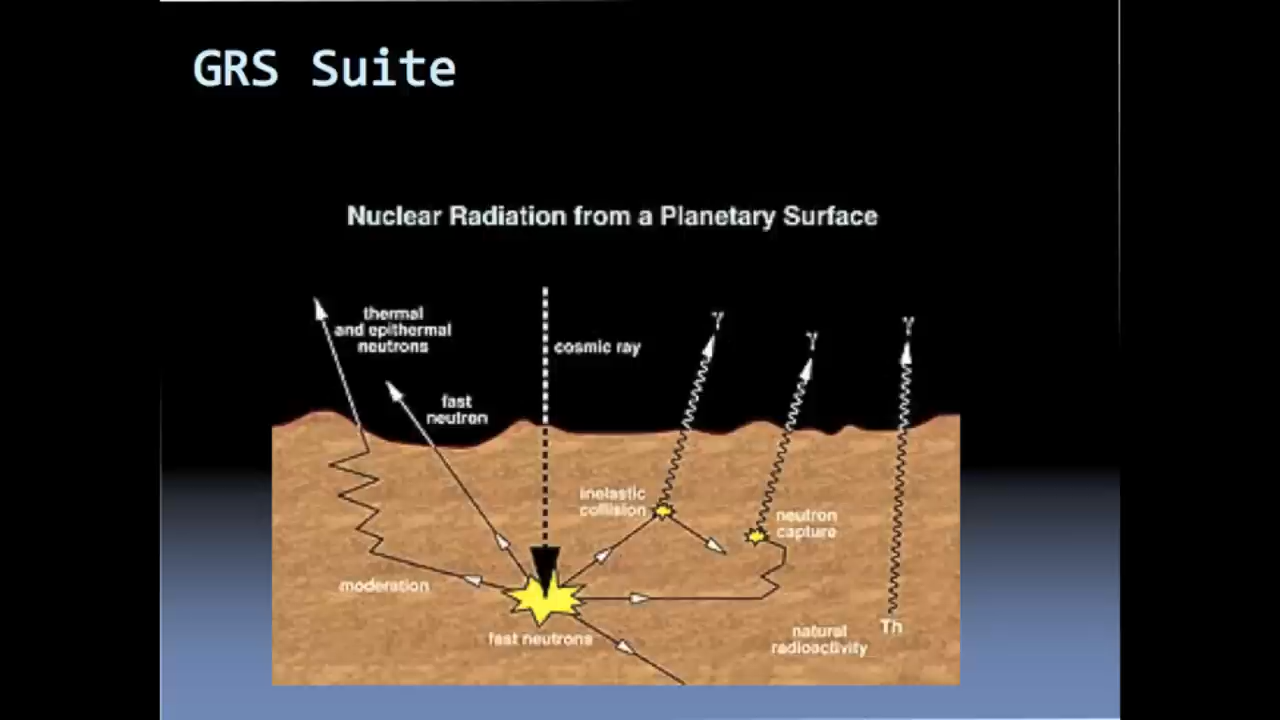 GRS Suite
Nuclear Radiation from a Planetary Surface
thermal
and epithermal
neutrons
cosmic ray
fast
neutron
γ
γ
γ
inelastic
collision
neutron
capture
moderation
fast neutrons
natural
radioactivity
Th